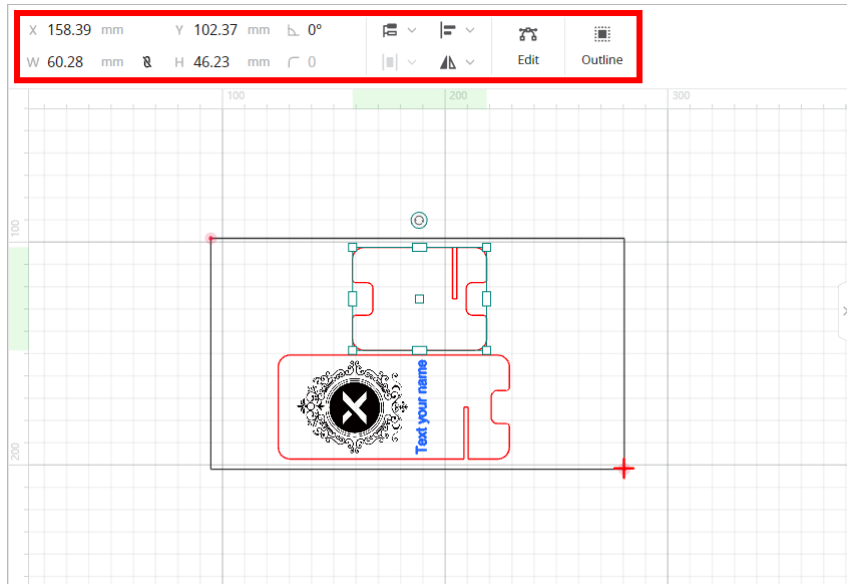 X 158.39 mm Y 102.37 mm 0°
W 60.28 mm H 46.23 mm 0
Edit
Outline
100 200 300
100
Text your name
200